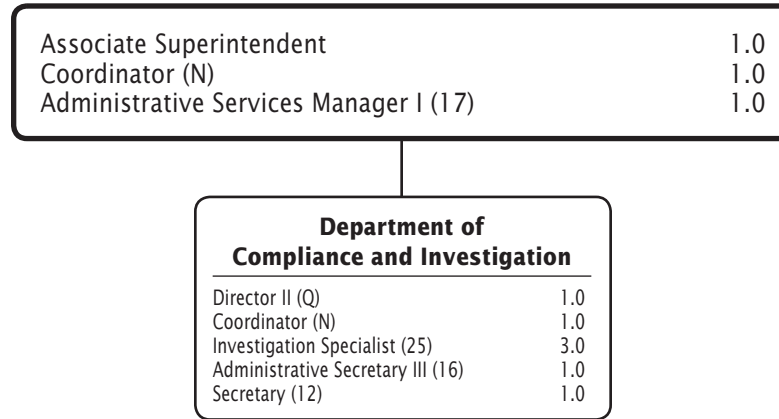 Associate Superintendent 1.0
Coordinator (N) 1.0
Administrative Services Manager I (17) 1.0
Department of
Compliance and Investigation
Director II (Q) 1.0
Coordinator (N) 1.0
Investigation Specialist (25) 3.0
Administrative Secretary III (16) 1.0
Secretary (12) 1.0